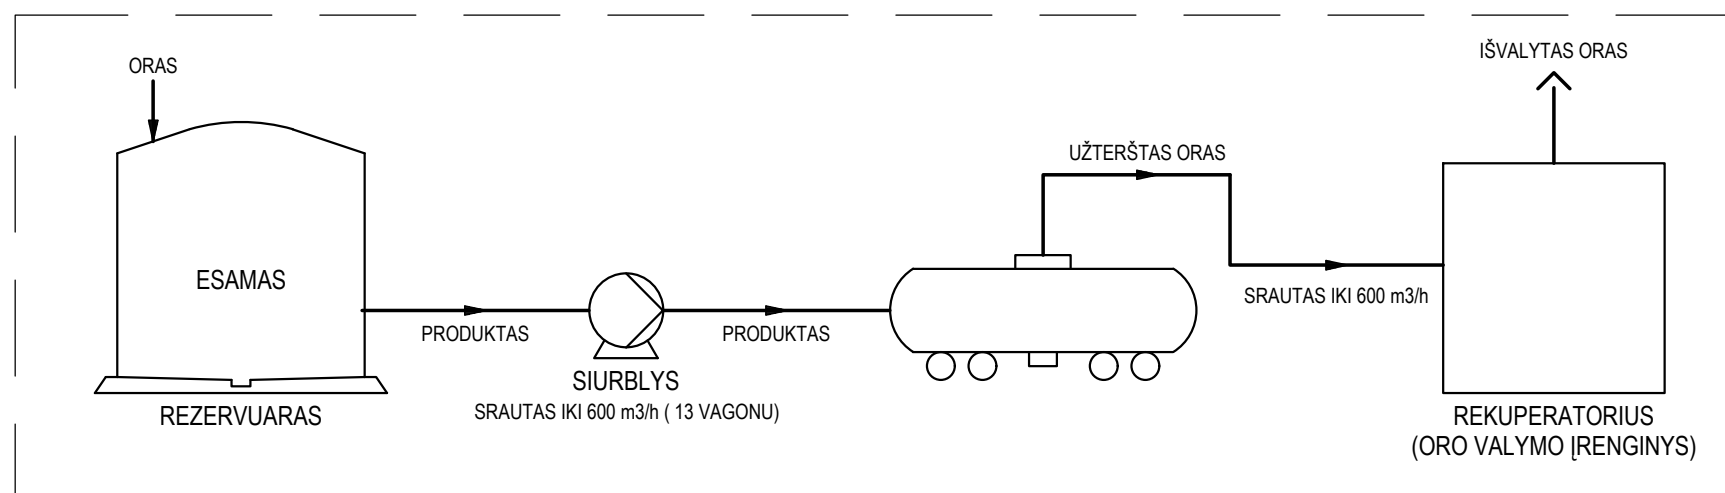 ORAS
IŠVALYTAS ORAS
UŽTERŠTAS ORAS
ESAMAS
SRAUTAS IKI 600 m3/h
PRODUKTAS
PRODUKTAS
SIURBLYS
SRAUTAS IKI 600 m3/h ( 13 VAGONU)
REZERVUARAS
REKUPERATORIUS
(ORO VALYMO ĮRENGINYS)